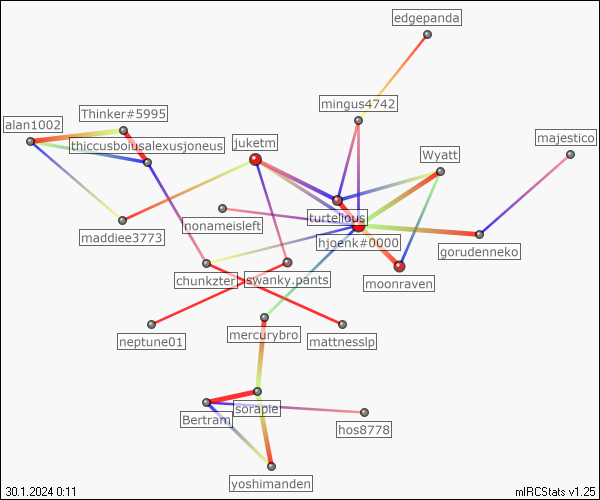 edgepanda
mingus4742
Thinker#5995
alan1002
thiccusboiusalexusjoneus
juketm
majestico
Wyatt
turtellous
nonameisleft
maddiee3773
hjoenk#0000
gorudenneko
chunkzter
swanky.pants
moonraven
neptune01
mercurybro
mattnesslp
soraple
Bertram
hos8778
yoshimanden
30.1.2024 0:11
mIRCStats v1.25